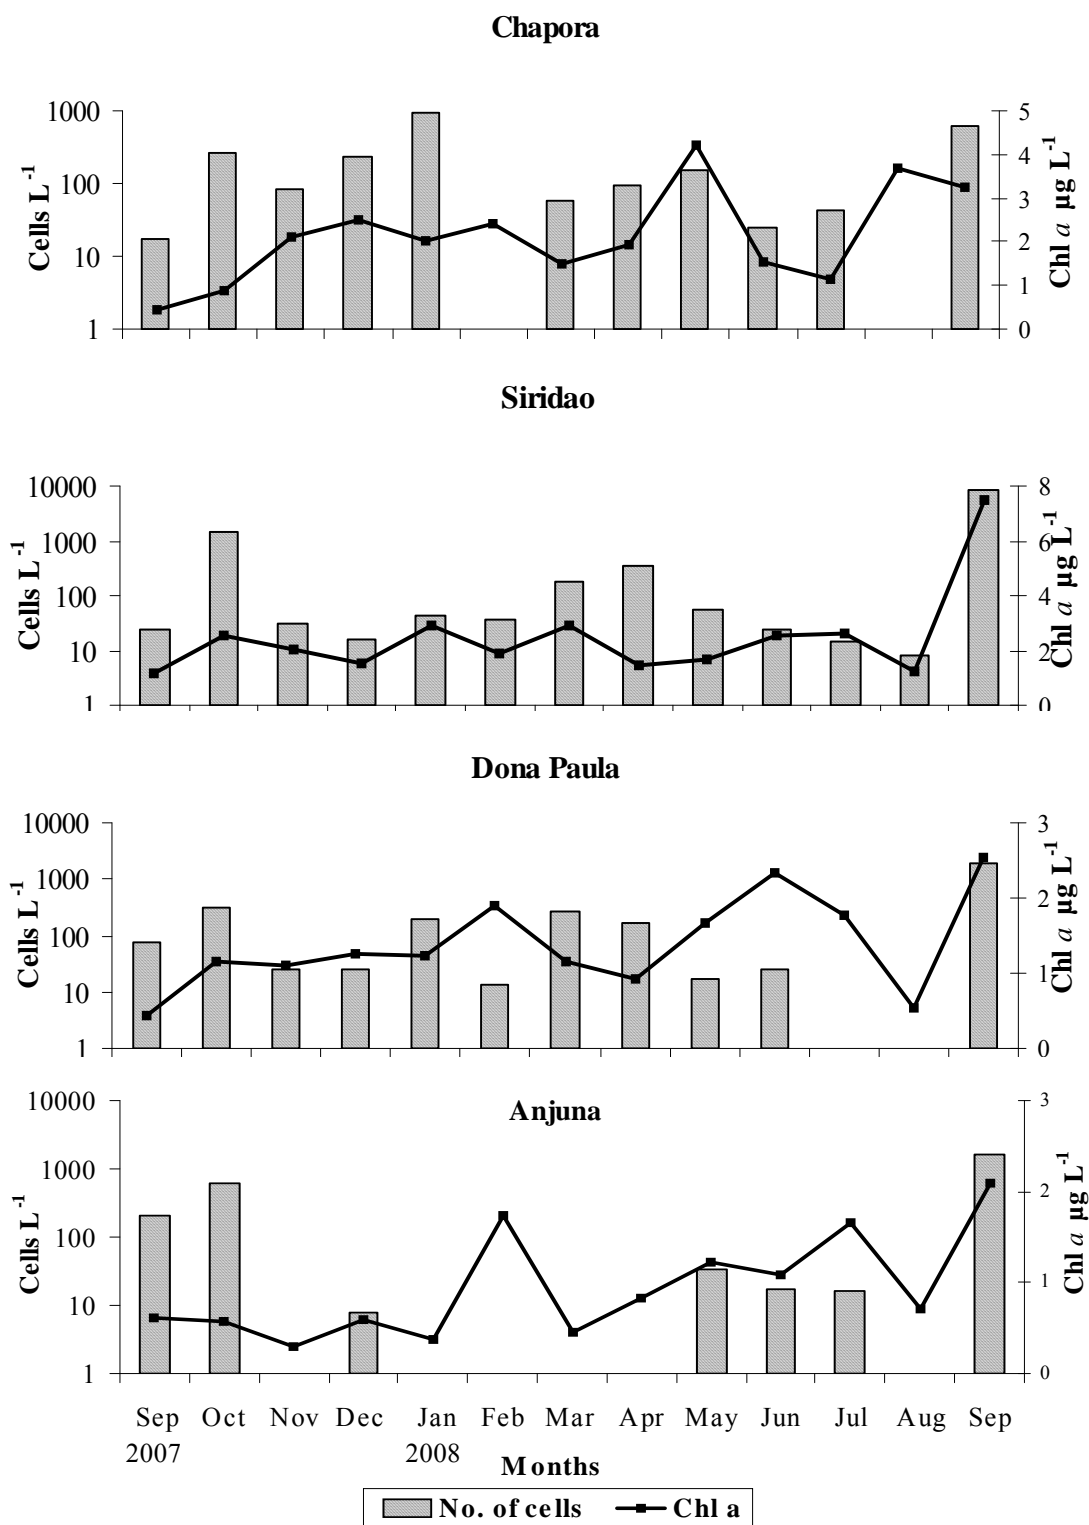 Chapora
1000
100
10
1
Cells L-1
5
4
3
2
1
0
Chl a µg L-1
Siridao
10000
1000
100
10
1
Cells L-1
8
6
4
2
0
Chl a µg L-1
Dona Paula
10000
1000
100
10
1
Cells L-1
3
2
1
0
Chl a µg L-1
Anjuna
10000
1000
100
10
1
Cells L-1
3
2
1
0
Chl a µg L-1
Sep Oct Nov Dec Jan Feb Mar Apr May Jun Jul Aug Sep
2007 2008
Months
No. of cells Chl a